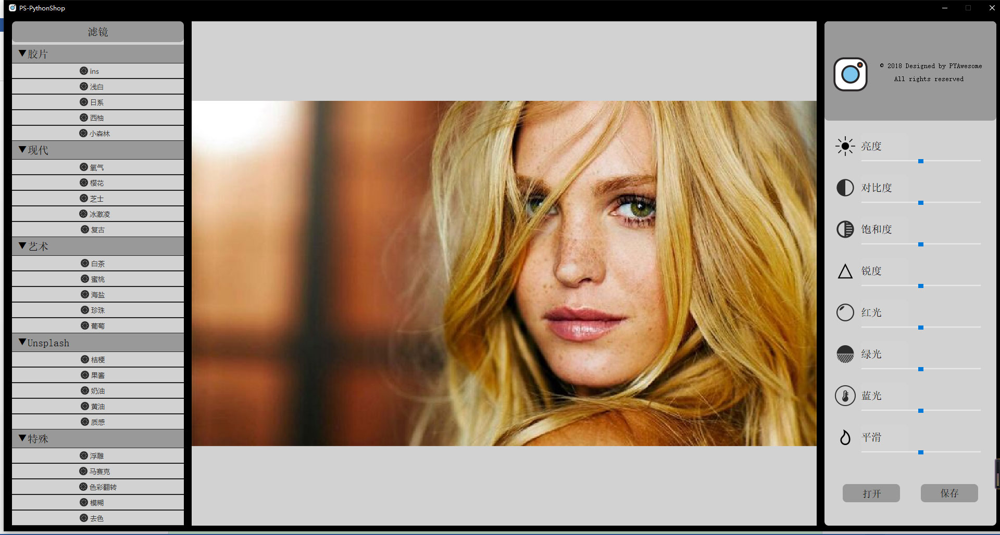 PS-PythonShop
滤镜
▼胶片
ins
浅白
日系
西柚
小森林
▼现代
氧气
樱花
芝士
冰激凌
复古
▼艺术
白茶
蜜桃
海盐
珍珠
葡萄
▼Unsplash
桔梗
果酱
奶油
黄油
质感
▼特殊
浮雕
马赛克
色彩翻转
模糊
去色
© 2018 Designed by PYAwesome
All rights reserved
亮度
对比度
饱和度
锐度
红光
绿光
蓝光
平滑
打开
保存